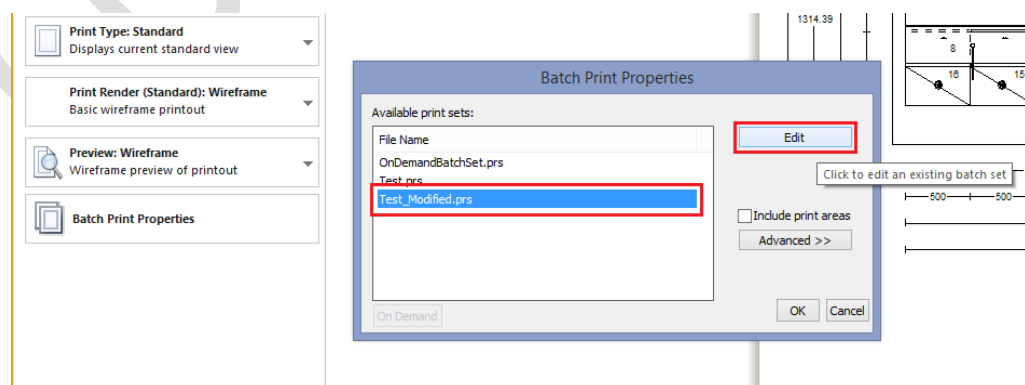 Print Type: Standard
Displays current standard view
Print Render (Standard): Wireframe
Basic wireframe printout
Preview: Wireframe
Wireframe preview of printout
Batch Print Properties
Batch Print Properties
Available print sets:
File Name
OnDemandBatchSet.prs
Test.prs
Test_Modified.prs
Edit
Click to edit an existing batch set
Include print areas
Advanced >>
On Demand
OK
Cancel
1314.39
8
16
15
500
500